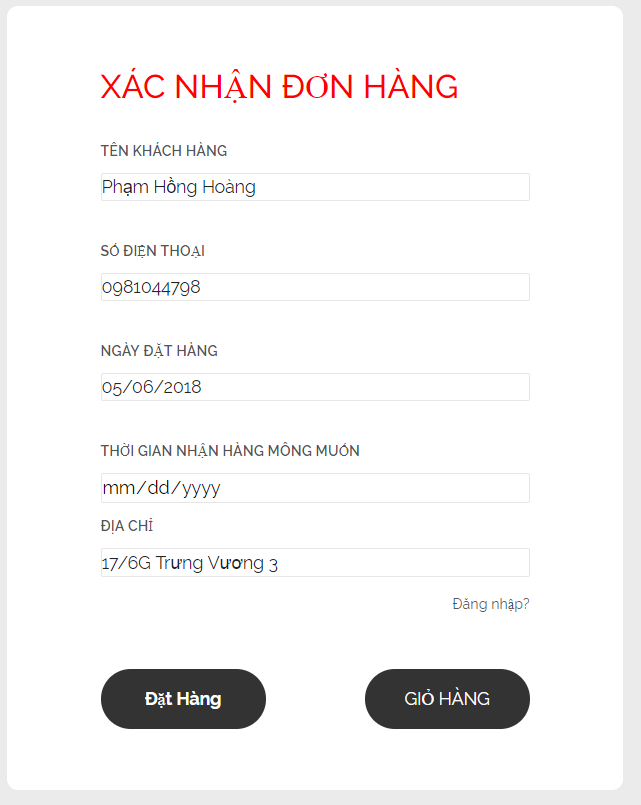 XÁC NHẬN ĐƠN HÀNG
TÊN KHÁCH HÀNG
Phạm Hồng Hoàng
SỐ ĐIỆN THOẠI
0981044798
NGÀY ĐẶT HÀNG
05/06/2018
THỜI GIAN NHẬN HÀNG MÔNG MUỐN
mm/dd/yyyy
ĐỊA CHỈ
17/6G Trưng Vương 3
Đăng nhập?
Đặt Hàng GIỎ HÀNG